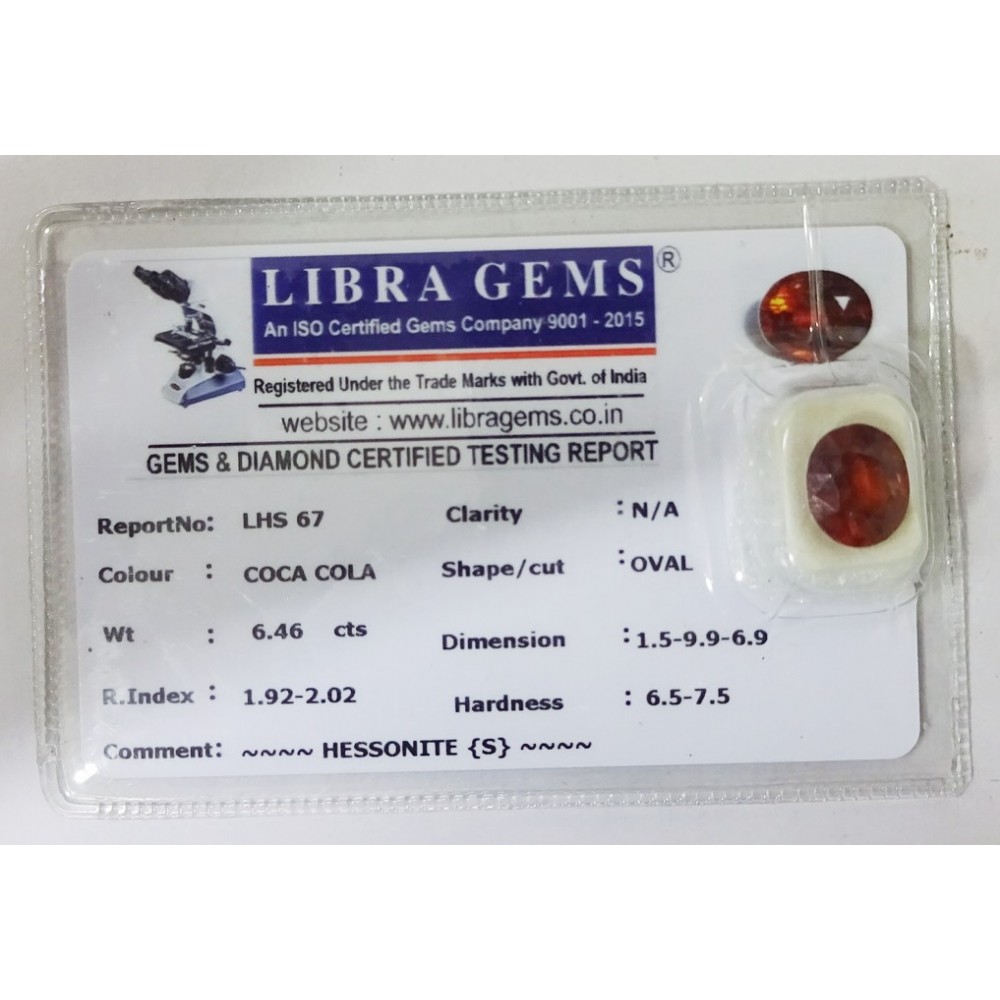 LIBRA GEMS®
An ISO Certified Gems Company 9001 - 2015
Registered Under the Trade Marks with Govt. of India
website : www.libragems.co.in
GEMS & DIAMOND CERTIFIED TESTING REPORT
ReportNo: LHS 67 Clarity : N/A
Colour : COCA COLA Shape/cut : OVAL
Wt : 6.46 cts Dimension : 1.5-9.9-6.9
R.Index : 1.92-2.02 Hardness : 6.5-7.5
Comment: ~~~~ HESSONITE {S} ~~~~